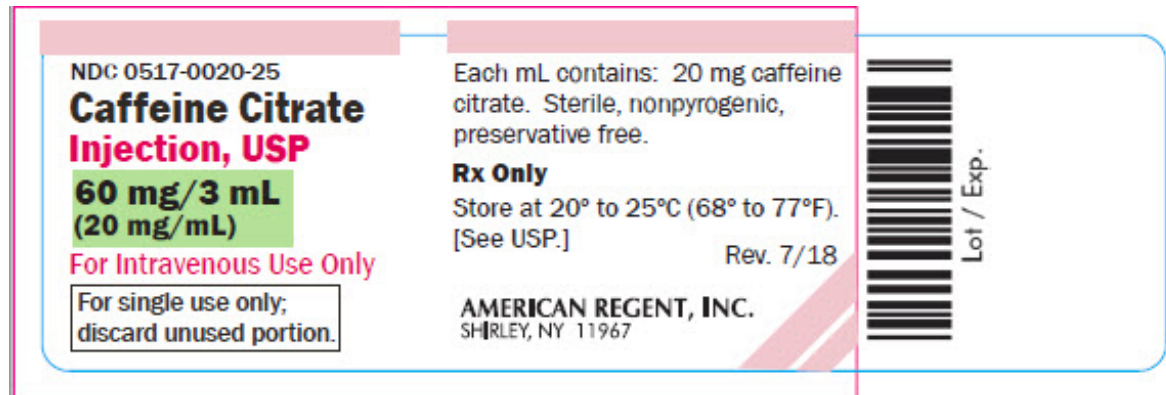 NDC 0517-0020-25
Caffeine Citrate
Injection, USP
60 mg/3 mL
(20 mg/mL)
For Intravenous Use Only
For single use only;
discard unused portion.
Each mL contains: 20 mg caffeine
citrate. Sterile, nonpyrogenic,
preservative free.
Rx Only
Store at 20° to 25°C (68° to 77°F).
[See USP.]
Rev. 7/18
AMERICAN REGENT, INC.
SHIRLEY, NY 11967
Lot / Exp.